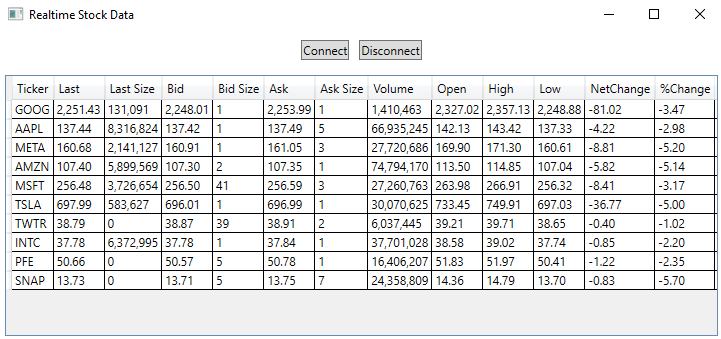 Realtime Stock Data
Connect Disconnect
Ticker Last Last Size Bid Bid Size Ask Ask Size Volume Open High Low NetChange %Change
GOOG 2,251.43 131,091 2,248.01 1 2,253.99 1 1,410,463 2,327.02 2,357.13 2,248.88 -81.02 -3.47
AAPL 137.44 8,316,824 137.42 1 137.49 5 66,935,245 142.13 143.42 137.33 -4.22 -2.98
META 160.68 2,141,127 160.91 1 161.05 3 27,720,686 169.90 171.30 160.61 -8.81 -5.20
AMZN 107.40 5,899,569 107.30 2 107.35 1 74,794,170 113.50 114.85 107.04 -5.82 -5.14
MSFT 256.48 3,726,654 256.50 41 256.59 3 27,260,763 263.98 266.91 256.32 -8.41 -3.17
TSLA 697.99 583,627 696.01 1 696.99 1 30,070,625 733.45 749.91 697.03 -36.77 -5.00
TWTR 38.79 0 38.87 39 38.91 2 6,037,445 39.21 39.71 38.65 -0.40 -1.02
INTC 37.78 6,372,995 37.78 1 37.84 1 37,701,028 38.58 39.02 37.74 -0.85 -2.20
PFE 50.66 0 50.57 5 50.78 1 16,406,207 51.83 51.97 50.41 -1.22 -2.35
SNAP 13.73 0 13.71 5 13.75 7 24,358,809 14.36 14.79 13.70 -0.83 -5.70